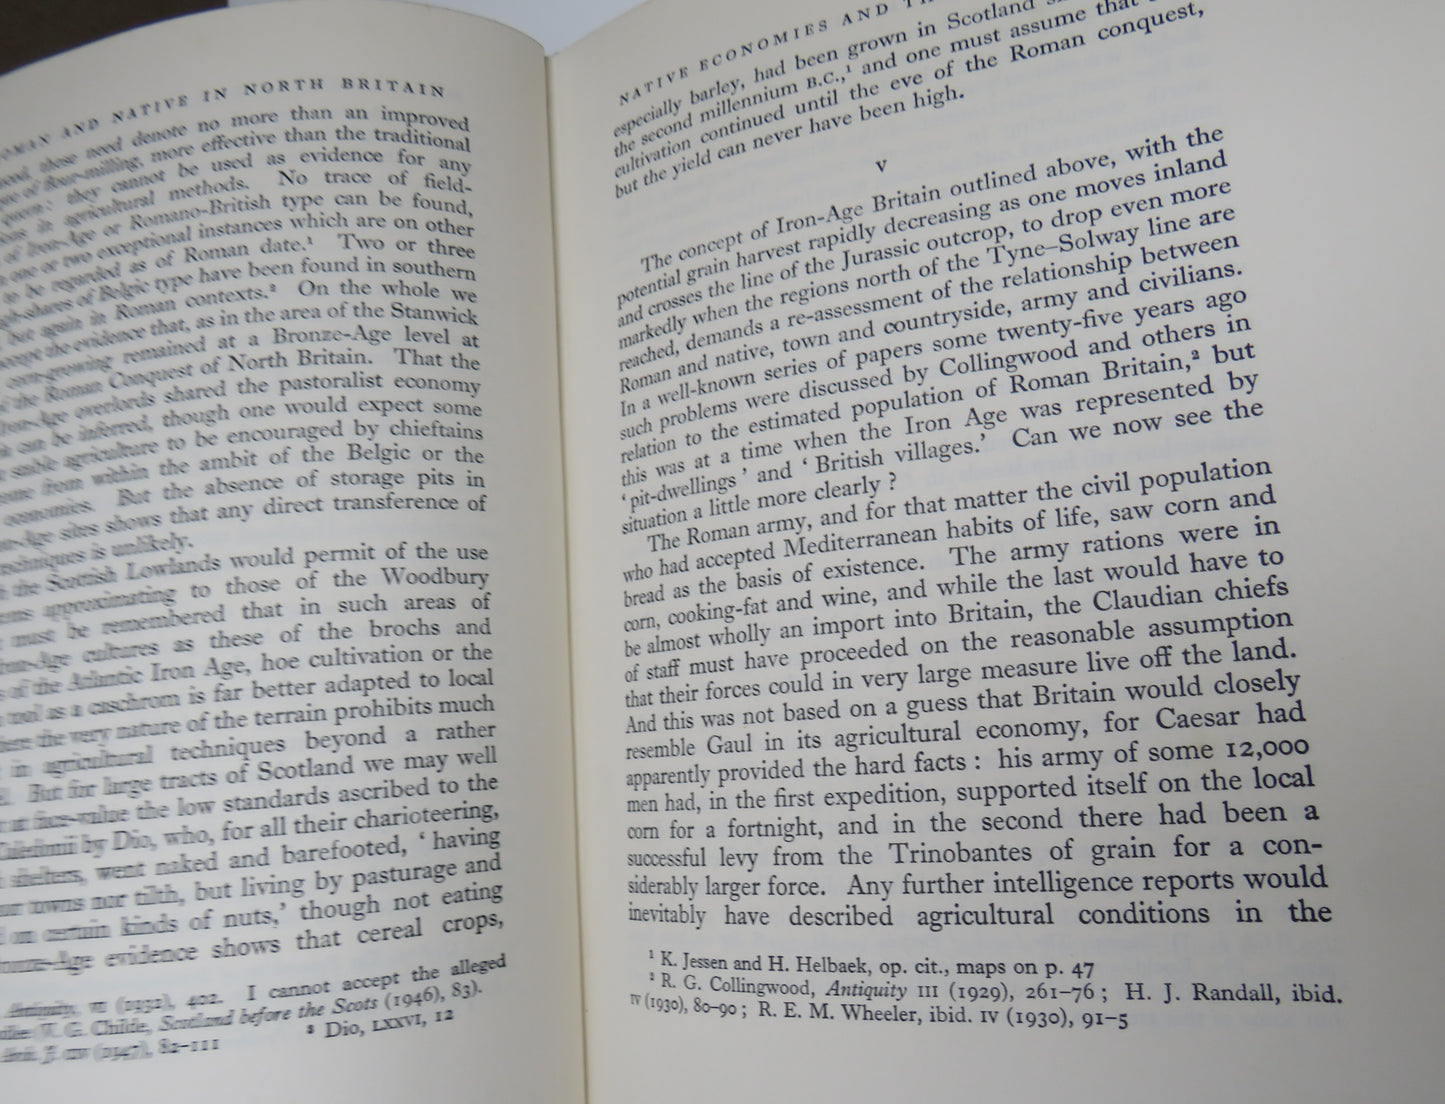 AND NATIVE IN NORTH BRITAIN
these need denote no more than an improved
of flour-milling, more effective than the traditional
they cannot be used as evidence for any
in agricultural methods. No trace of field-
of Iron-Age or Romano-British type can be found,
one or two exceptional instances which are on other
to be regarded as of Roman date.¹ Two or three
of Belgic type have been found in southern
but again in Roman contexts.² On the whole we
the evidence that, as in the area of the Stanwick
corn-growing remained at a Bronze-Age level at
the Roman Conquest of North Britain. That the
overlords shared the pastoralist economy
can be inferred, though one would expect some
stable agriculture to be encouraged by chieftains
from within the ambit of the Belgic or the
economies. But the absence of storage pits in
sites shows that any direct transference of
techniques is unlikely.
the Scottish Lowlands would permit of the use
approximating to those of the Woodbury
must be remembered that in such areas of
cultures as these of the brochs and
of the Atlantic Iron Age, hoe cultivation or the
as a caschrom is far better adapted to local
the very nature of the terrain prohibits much
in agricultural techniques beyond a rather
But for large tracts of Scotland we may well
at face-value the low standards ascribed to the
by Dio, who, for all their charioteering,
shelters, went naked and barefooted, ‘ having
nor towns nor tilth, but living by pasturage and
on certain kinds of nuts,’ though not eating
evidence shows that cereal crops,
Antiquity, (1932), 402. I cannot accept the alleged
V. G. Childe, Scotland before the Scots (1946), 83).
(1947), 82–111 ³ Dio, LXXVI, 12
NATIVE ECONOMIES AND
especially barley, had been grown in Scotland
the second millennium B.C.,¹ and one must assume that
cultivation continued until the eve of the Roman conquest,
but the yield can never have been high.
V
The concept of Iron-Age Britain outlined above, with the
potential grain harvest rapidly decreasing as one moves inland
and crosses the line of the Jurassic outcrop, to drop even more
markedly when the regions north of the Tyne–Solway line are
reached, demands a re-assessment of the relationship between
Roman and native, town and countryside, army and civilians.
In a well-known series of papers some twenty-five years ago
such problems were discussed by Collingwood and others in
relation to the estimated population of Roman Britain,² but
this was at a time when the Iron Age was represented by
‘ pit-dwellings ’ and ‘ British villages.’ Can we now see the
situation a little more clearly ?
The Roman army, and for that matter the civil population
who had accepted Mediterranean habits of life, saw corn and
bread as the basis of existence. The army rations were in
corn, cooking-fat and wine, and while the last would have to
be almost wholly an import into Britain, the Claudian chiefs
of staff must have proceeded on the reasonable assumption
that their forces could in very large measure live off the land.
And this was not based on a guess that Britain would closely
resemble Gaul in its agricultural economy, for Caesar had
apparently provided the hard facts : his army of some 12,000
men had, in the first expedition, supported itself on the local
corn for a fortnight, and in the second there had been a
successful levy from the Trinobantes of grain for a con-
siderably larger force. Any further intelligence reports would
inevitably have described agricultural conditions in the
¹ K. Jessen and H. Helbaek, op. cit., maps on p. 47
² R. G. Collingwood, Antiquity III (1929), 261–76 ; H. J. Randall, ibid.
IV (1930), 80–90 ; R. E. M. Wheeler, ibid. IV (1930), 91–5